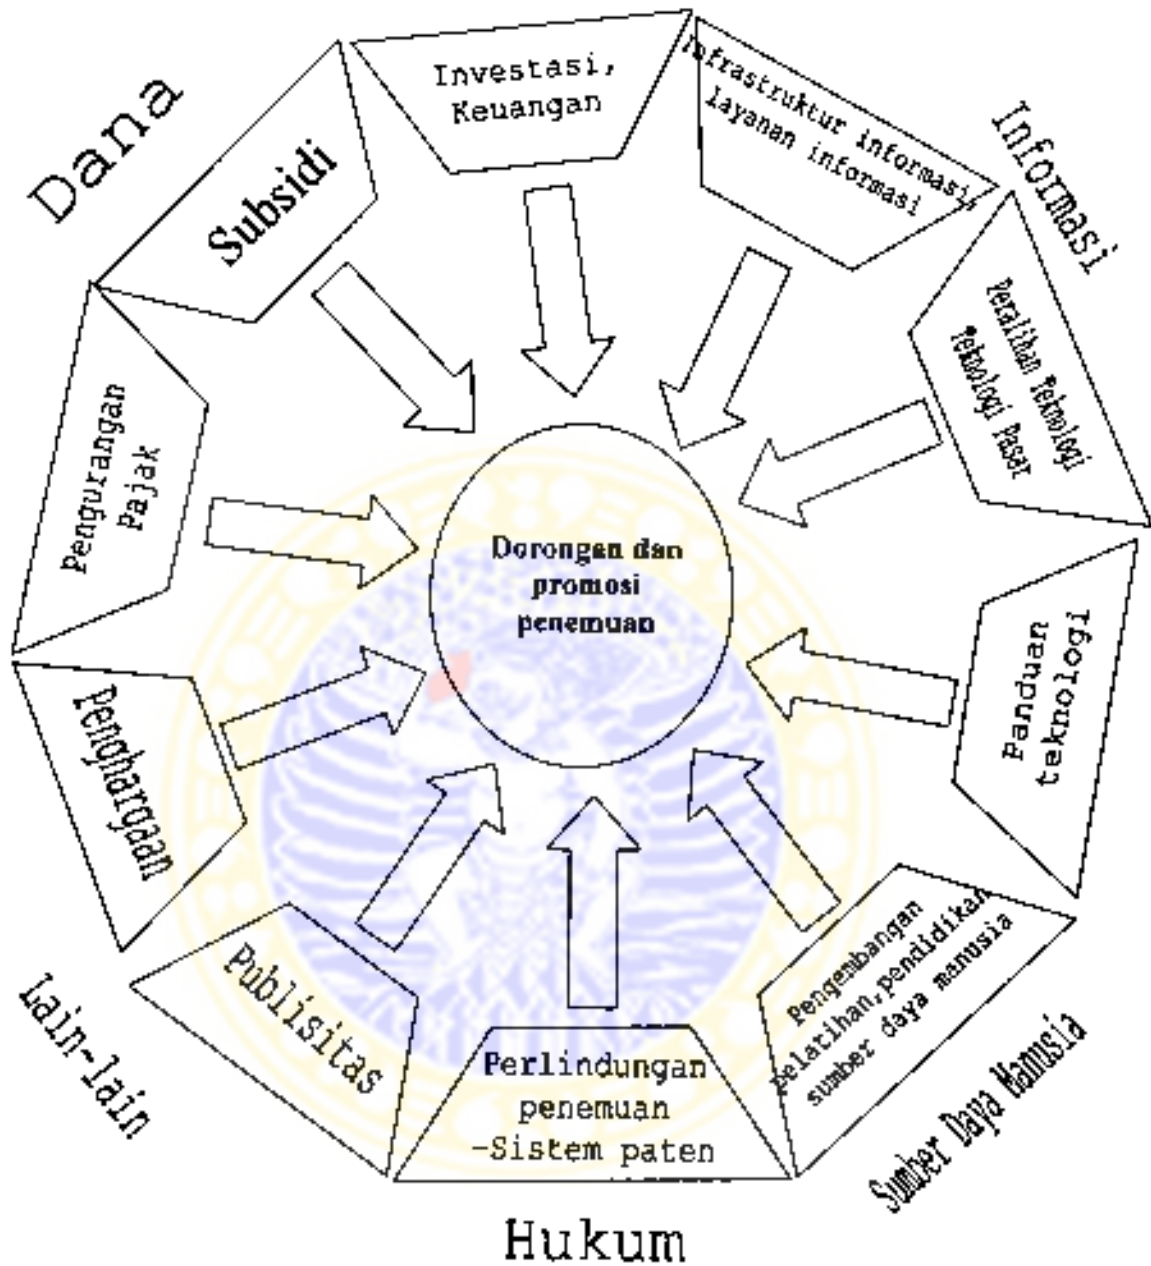 Dana
Investasi,
Keuangan
Infrastruktur informasi,
layanan informasi
Informasi
Subsidi
Peralihan Teknologi
Teknologi Pasar
Pengurangan
Pajak
Dorongan dan
promosi
penemuan
Panduan
teknologi
Penghargaan
Publisitas
Pengembangan
pelatihan,pendidikan
sumber daya manusia
Perlindungan
penemuan
-Sistem paten
Lain-lain
Sumber Daya Manusia
Hukum